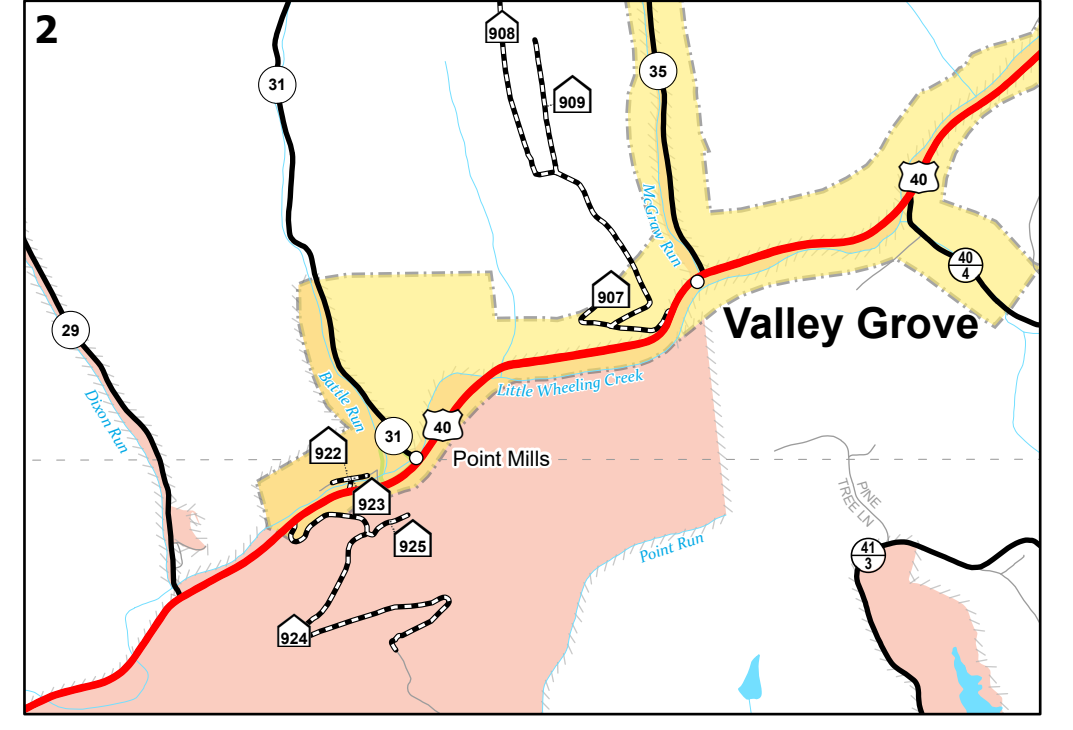 2
908
31
35
909
40
McGraw Run
40
4
907
Valley Grove
29
Battle Run
Little Wheeling Creek
Dixon Run
40
31
922
Point Mills
923
PINE
TREE LN
925
Point Run
41
3
924